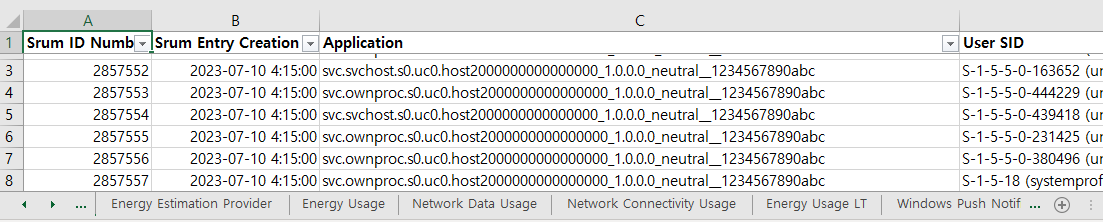 A B C
1 Srum ID Numb Srum Entry Creation Application User SID
3 2857552 2023-07-10 4:15:00 svc.svchost.s0.uc0.host2000000000000000_1.0.0.0_neutral__1234567890abc S-1-5-5-0-163652 (ur
4 2857553 2023-07-10 4:15:00 svc.ownproc.s0.uc0.host2000000000000000_1.0.0.0_neutral__1234567890abc S-1-5-5-0-444229 (ur
5 2857554 2023-07-10 4:15:00 svc.svchost.s0.uc0.host2000000000000000_1.0.0.0_neutral__1234567890abc S-1-5-5-0-439418 (ur
6 2857555 2023-07-10 4:15:00 svc.ownproc.s0.uc0.host2000000000000000_1.0.0.0_neutral__1234567890abc S-1-5-5-0-231425 (ur
7 2857556 2023-07-10 4:15:00 svc.ownproc.s0.uc0.host2000000000000000_1.0.0.0_neutral__1234567890abc S-1-5-5-0-380496 (ur
8 2857557 2023-07-10 4:15:00 svc.ownproc.s0.uc0.host2000000000000000_1.0.0.0_neutral__1234567890abc S-1-5-18 (systemprof
... Energy Estimation Provider Energy Usage Network Data Usage Network Connectivity Usage Energy Usage LT Windows Push Notif ...